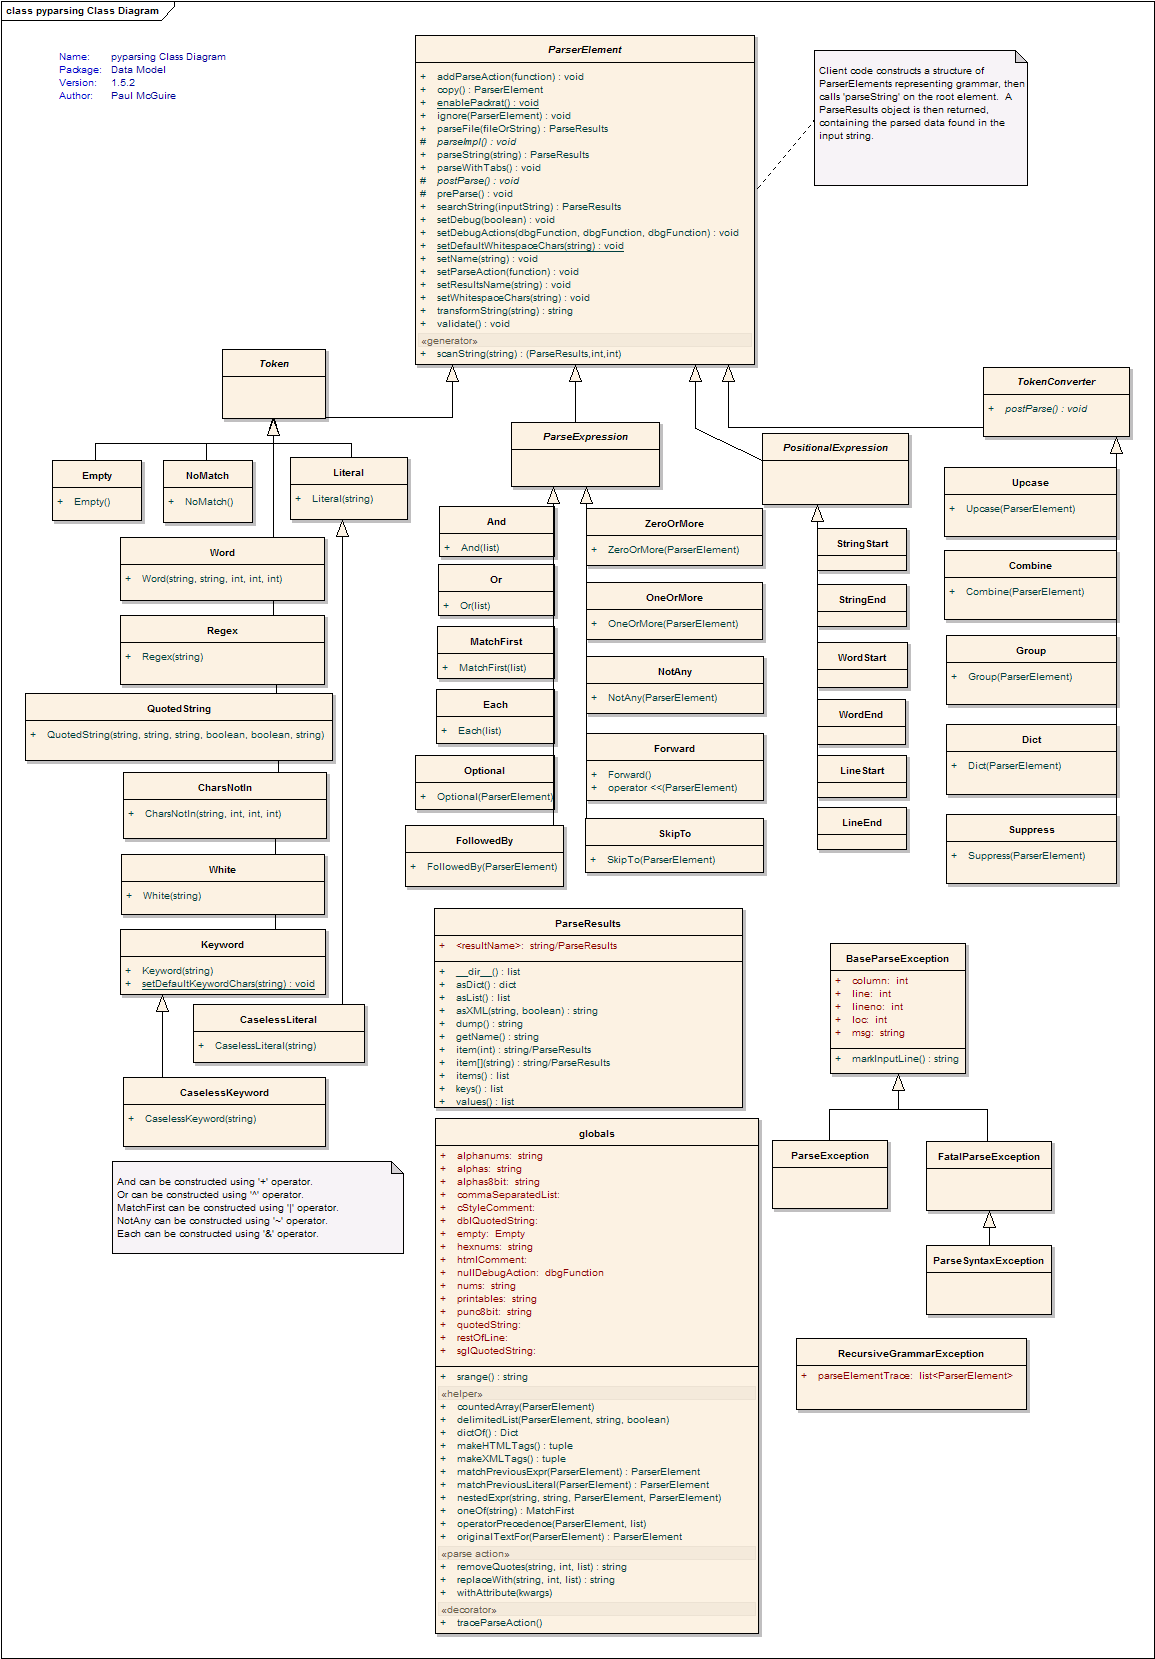 class pyparsing Class Diagram
Name: pyparsing Class Diagram
Package: Data Model
Version: 1.5.2
Author: Paul McGuire
ParserElement
+ addParseAction(function) : void
+ copy() : ParserElement
+ enablePackrat() : void
+ ignore(ParserElement) : void
+ parseFile(fileOrString) : ParseResults
# parseImpl() : void
+ parseString(string) : ParseResults
+ parseWithTabs() : void
# postParse() : void
# preParse() : void
+ searchString(inputString) : ParseResults
+ setDebug(boolean) : void
+ setDebugActions(dbgFunction, dbgFunction, dbgFunction) : void
+ setDefaultWhitespaceChars(string) : void
+ setName(string) : void
+ setParseAction(function) : void
+ setResultsName(string) : void
+ setWhitespaceChars(string) : void
+ transformString(string) : string
+ validate() : void
«generator»
+ scanString(string) : (ParseResults,int,int)
Client code constructs a structure of
ParserElements representing grammar, then
calls 'parseString' on the root element. A
ParseResults object is then returned,
containing the parsed data found in the
input string.
Token
ParseExpression
PositionalExpression
TokenConverter
+ postParse() : void
Empty
+ Empty()
NoMatch
+ NoMatch()
Literal
+ Literal(string)
Word
+ Word(string, string, int, int, int)
Regex
+ Regex(string)
QuotedString
+ QuotedString(string, string, string, boolean, boolean, string)
CharsNotIn
+ CharsNotIn(string, int, int, int)
White
+ White(string)
Keyword
+ Keyword(string)
+ setDefaultKeywordChars(string) : void
CaselessLiteral
+ CaselessLiteral(string)
CaselessKeyword
+ CaselessKeyword(string)
And can be constructed using '+' operator.
Or can be constructed using '^' operator.
MatchFirst can be constructed using '|' operator.
NotAny can be constructed using '~' operator.
Each can be constructed using '&' operator.
And
+ And(list)
Or
+ Or(list)
MatchFirst
+ MatchFirst(list)
Each
+ Each(list)
Optional
+ Optional(ParserElement)
FollowedBy
+ FollowedBy(ParserElement)
ZeroOrMore
+ ZeroOrMore(ParserElement)
OneOrMore
+ OneOrMore(ParserElement)
NotAny
+ NotAny(ParserElement)
Forward
+ Forward()
+ operator <<(ParserElement)
SkipTo
+ SkipTo(ParserElement)
StringStart
StringEnd
WordStart
WordEnd
LineStart
LineEnd
Upcase
+ Upcase(ParserElement)
Combine
+ Combine(ParserElement)
Group
+ Group(ParserElement)
Dict
+ Dict(ParserElement)
Suppress
+ Suppress(ParserElement)
ParseResults
+ <resultName>: string/ParseResults
+ __dir__() : list
+ asDict() : dict
+ asList() : list
+ asXML(string, boolean) : string
+ dump() : string
+ getName() : string
+ item(int) : string/ParseResults
+ item[](string) : string/ParseResults
+ items() : list
+ keys() : list
+ values() : list
globals
+ alphanums: string
+ alphas: string
+ alphas8bit: string
+ commaSeparatedList:
+ cStyleComment:
+ dblQuotedString:
+ empty: Empty
+ hexnums: string
+ htmlComment:
+ nullDebugAction: dbgFunction
+ nums: string
+ printables: string
+ punc8bit: string
+ quotedString:
+ restOfLine:
+ sglQuotedString:
+ srange() : string
«helper»
+ countedArray(ParserElement)
+ delimitedList(ParserElement, string, boolean)
+ dictOf() : Dict
+ makeHTMLTags() : tuple
+ makeXMLTags() : tuple
+ matchPreviousExpr(ParserElement) : ParserElement
+ matchPreviousLiteral(ParserElement) : ParserElement
+ nestedExpr(string, string, ParserElement, ParserElement)
+ oneOf(string) : MatchFirst
+ operatorPrecedence(ParserElement, list)
+ originalTextFor(ParserElement) : ParserElement
«parse action»
+ removeQuotes(string, int, list) : string
+ replaceWith(string, int, list) : string
+ withAttribute(kwargs)
«decorator»
+ traceParseAction()
BaseParseException
+ column: int
+ line: int
+ lineno: int
+ loc: int
+ msg: string
+ markInputLine() : string
ParseException
FatalParseException
ParseSyntaxException
RecursiveGrammarException
+ parseElementTrace: list<ParserElement>